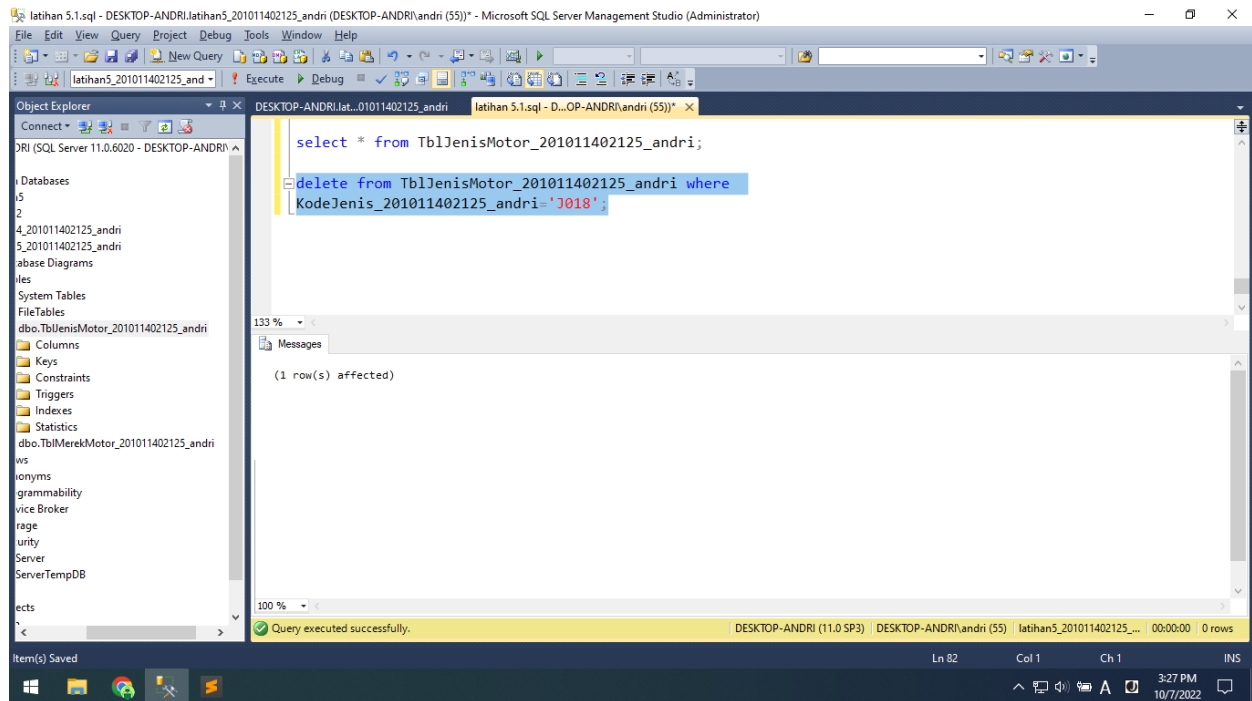 latihan 5.1.sql - DESKTOP-ANDRI.latihan5_201011402125_andri (DESKTOP-ANDRI\andri (55))* - Microsoft SQL Server Management Studio (Administrator)
File Edit View Query Project Debug Tools Window Help
New Query
latihan5_201011402125_and
Execute Debug
Object Explorer
Connect
DRI (SQL Server 11.0.6020 - DESKTOP-ANDRI\
Databases
5
2
4_201011402125_andri
5_201011402125_andri
tabase Diagrams
les
System Tables
FileTables
dbo.TblJenisMotor_201011402125_andri
Columns
Keys
Constraints
Triggers
Indexes
Statistics
dbo.TblMerekMotor_201011402125_andri
ws
onyms
grammability
vice Broker
rage
urity
Server
ServerTempDB
ects
DESKTOP-ANDRI.lat...01011402125_andri
latihan 5.1.sql - D...OP-ANDRI\andri (55))*
select * from TblJenisMotor_201011402125_andri;
delete from TblJenisMotor_201011402125_andri where
KodeJenis_201011402125_andri='J018';
133 %
Messages
(1 row(s) affected)
100 %
Query executed successfully.
DESKTOP-ANDRI (11.0 SP3) DESKTOP-ANDRI\andri (55) latihan5_201011402125_... 00:00:00 0 rows
Item(s) Saved
Ln 82 Col 1 Ch 1 INS
A
3:27 PM
10/7/2022